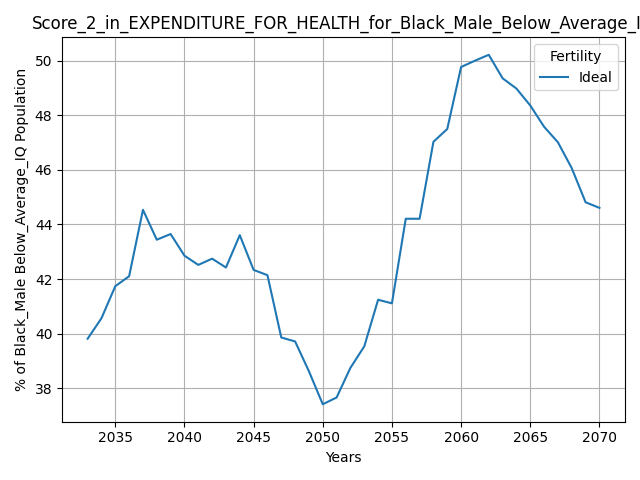 Score_2_in_EXPENDITURE_FOR_HEALTH_for_Black_Male_Below_Average_I
Fertility
Ideal
% of Black_Male Below_Average_IQ Population
50
48
46
44
42
40
38
2035 2040 2045 2050 2055 2060 2065 2070
Years